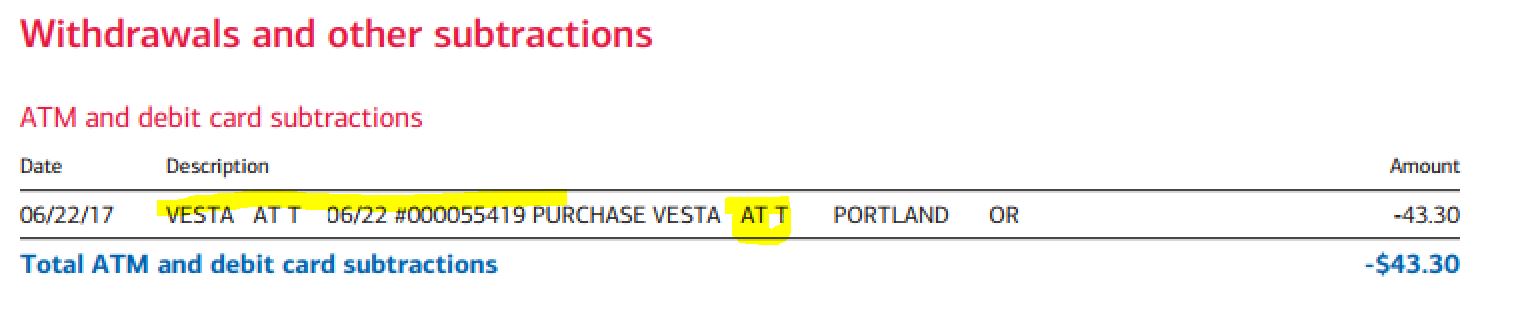 Withdrawals and other subtractions
ATM and debit card subtractions
Date Description Amount
06/22/17 VESTA AT T 06/22 #000055419 PURCHASE VESTA AT T PORTLAND OR -43.30
Total ATM and debit card subtractions -$43.30